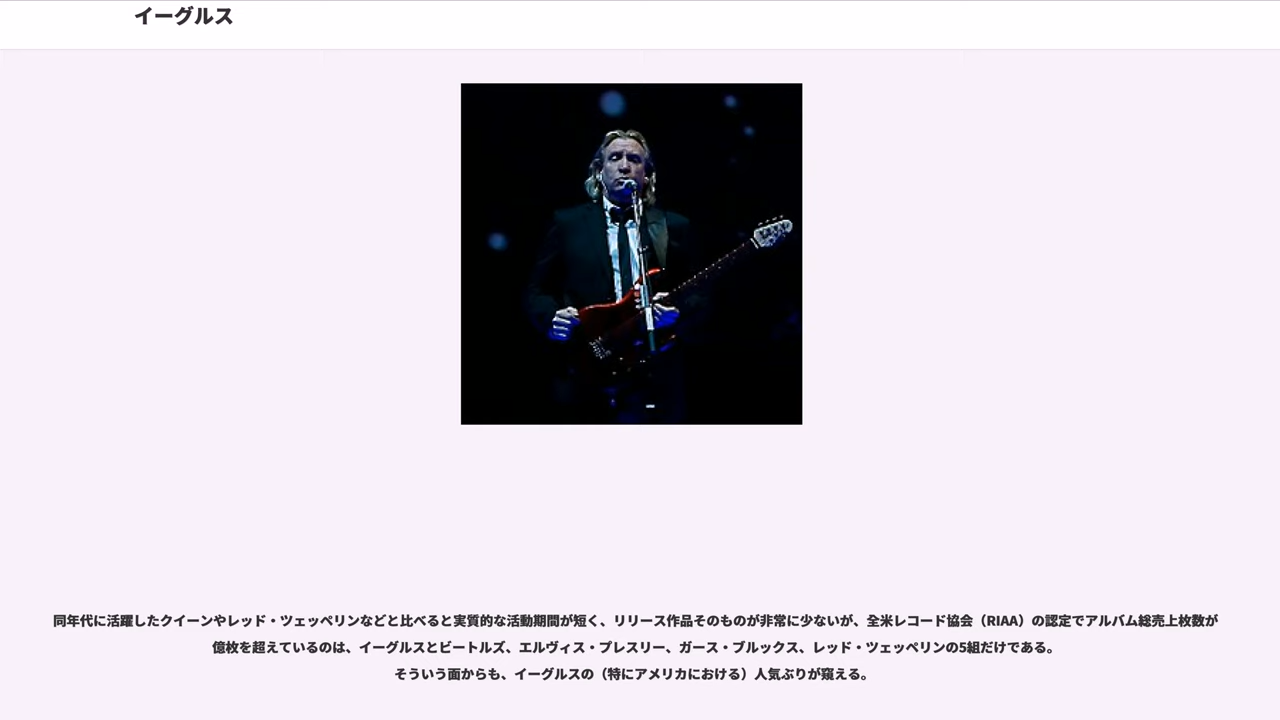 イーグルス
同年代に活躍したクイーンやレッド・ツェッペリンなどと比べると実質的な活動期間が短く、リリース作品そのものが非常に少ないが、全米レコード協会（RIAA）の認定でアルバム総売上枚数が
億枚を超えているのは、イーグルスとビートルズ、エルヴィス・プレスリー、ガース・ブルックス、レッド・ツェッペリンの5組だけである。
そういう面からも、イーグルスの（特にアメリカにおける）人気ぶりが窺える。